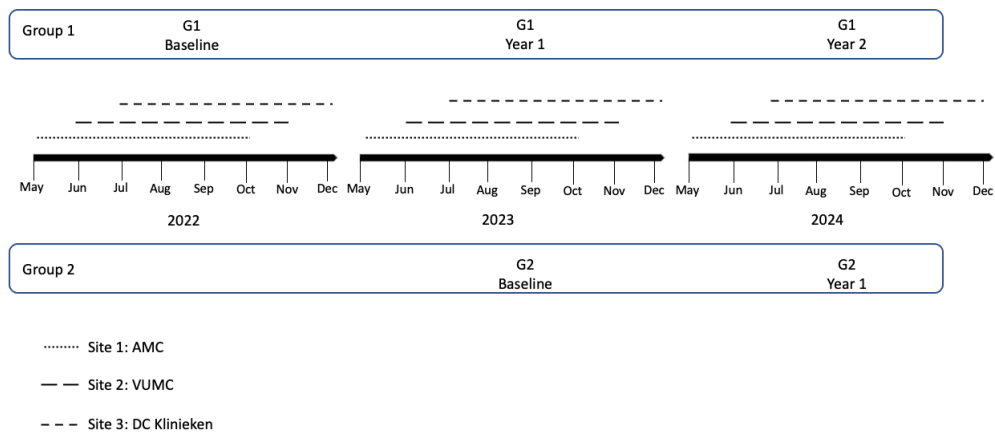 Group 1
G1
Baseline
G1
Year 1
G1
Year 2
May Jun Jul Aug Sep Oct Nov Dec May Jun Jul Aug Sep Oct Nov Dec May Jun Jul Aug Sep Oct Nov Dec
2022 2023 2024
Group 2
G2
Baseline
G2
Year 1
Site 1: AMC
Site 2: VUMC
Site 3: DC Klinieken